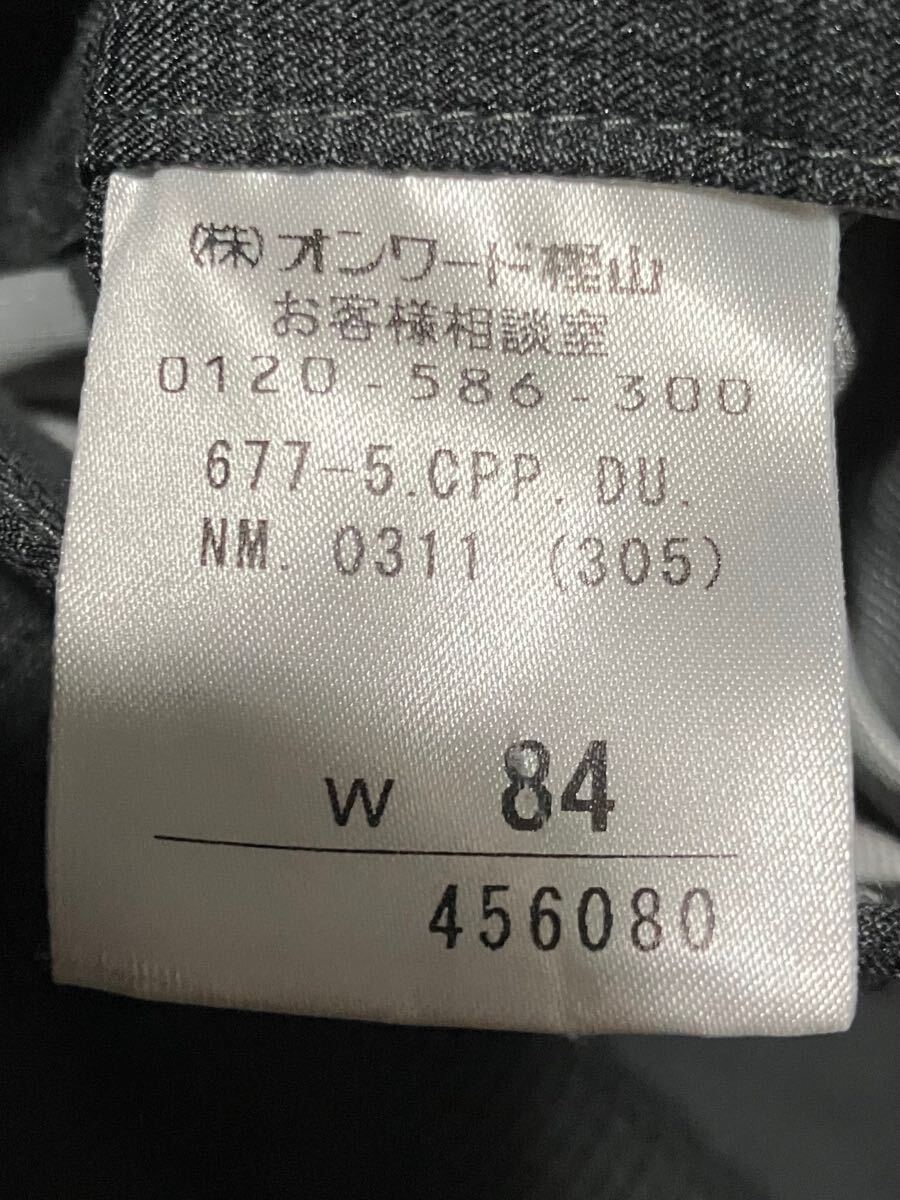 (株)オンワード樫山
お客様相談室
0120-586-300
677-5.CPP.DU.
NM. 0311 (305)
W 84
456080